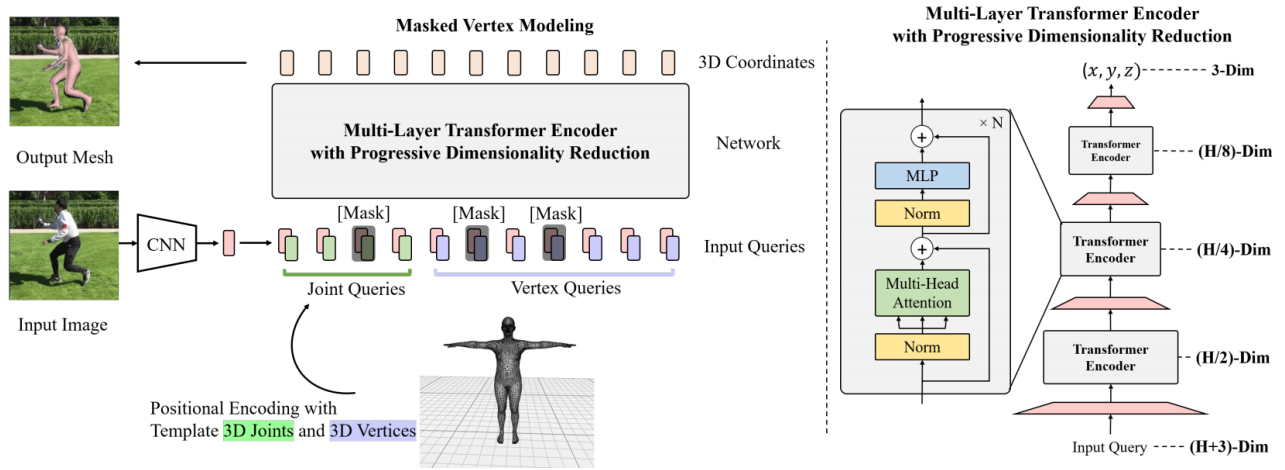 Masked Vertex Modeling
3D Coordinates
Multi-Layer Transformer Encoder
with Progressive Dimensionality Reduction
Network
Output Mesh
[Mask]
[Mask]
[Mask]
CNN
Input Queries
Joint Queries
Vertex Queries
Input Image
Positional Encoding with
Template 3D Joints and 3D Vertices
Multi-Layer Transformer Encoder
with Progressive Dimensionality Reduction
(x, y, z)
3-Dim
× N
+
MLP
Norm
+
Multi-Head
Attention
Norm
Transformer
Encoder
(H/8)-Dim
Transformer
Encoder
(H/4)-Dim
Transformer
Encoder
(H/2)-Dim
Input Query
(H+3)-Dim